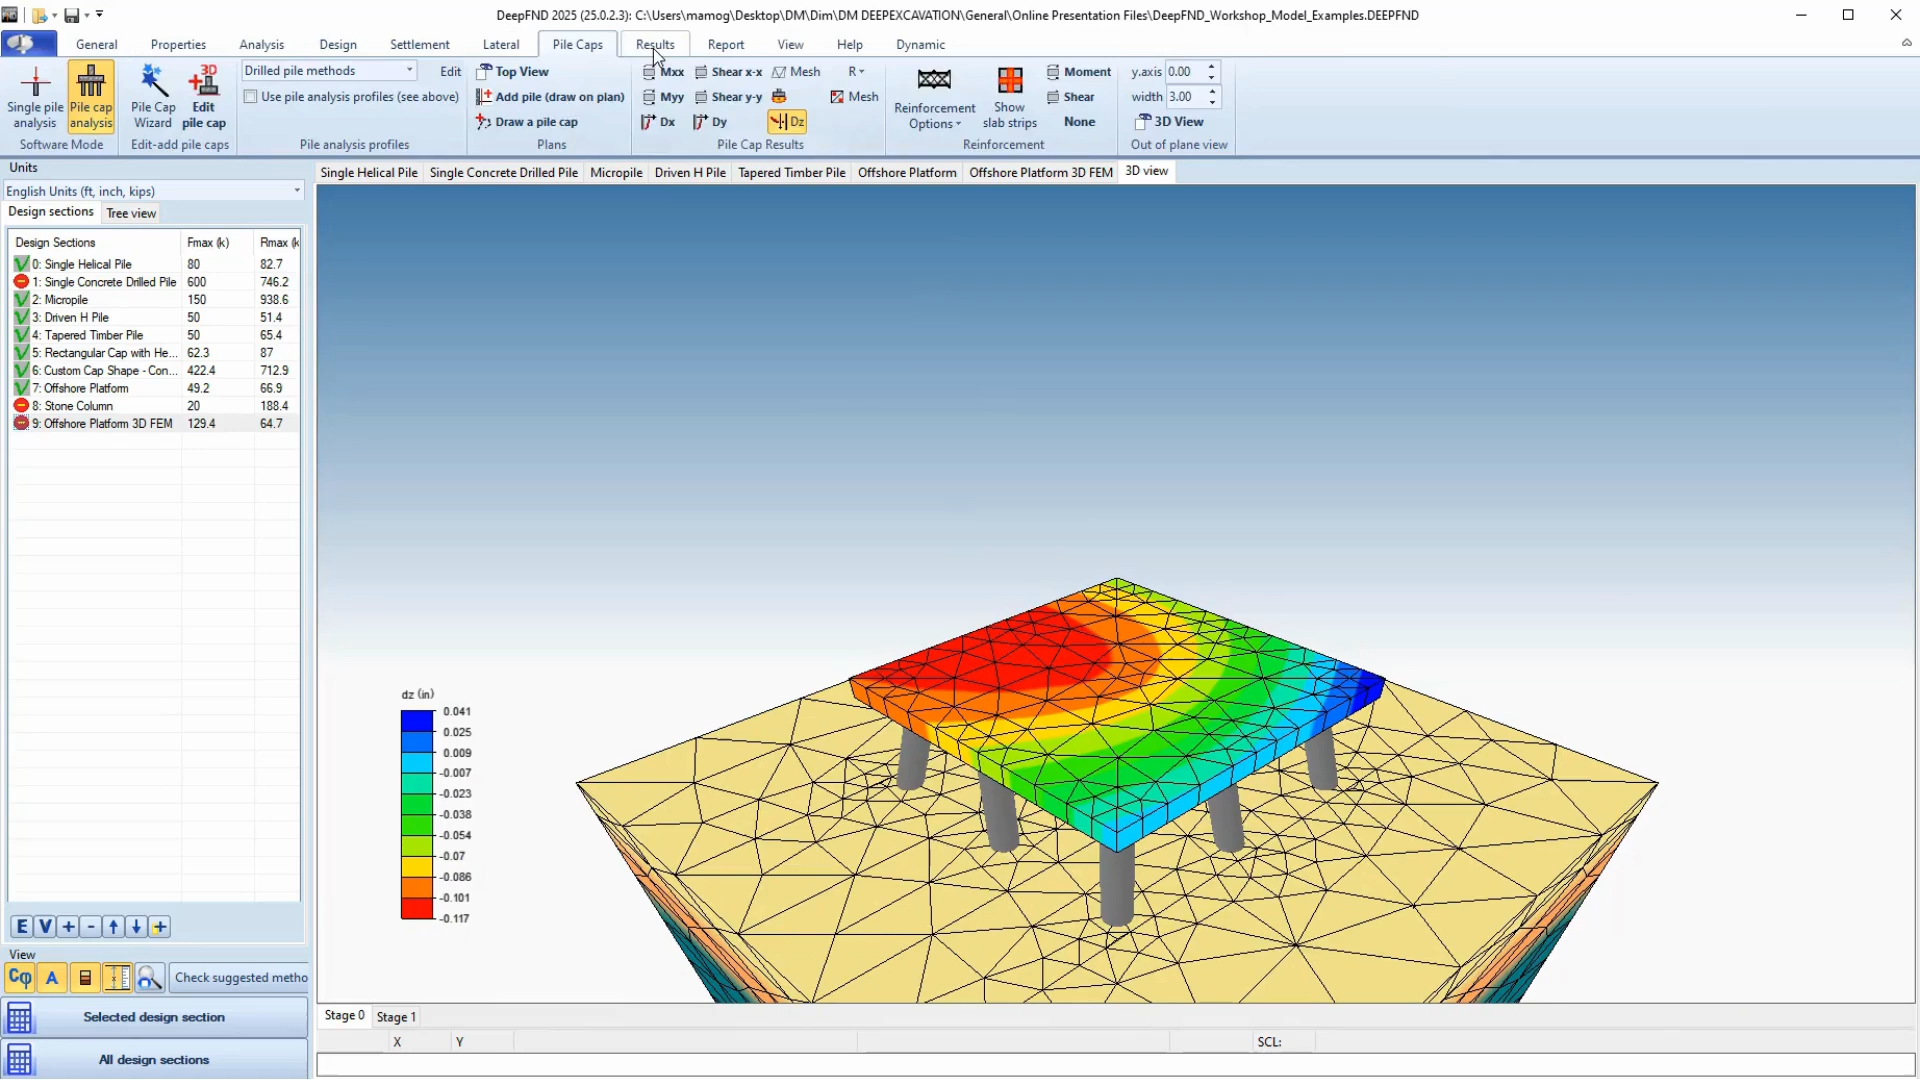 DeepFND 2025 (25.0.2.3): C:\Users\mamog\Desktop\DM\Dim\DM DEEPEXCAVATION\General\Online Presentation Files\DeepFND_Workshop_Model_Examples.DEEPFND
General Properties Analysis Design Settlement Lateral Pile Caps Results Report View Help Dynamic
Single pile analysis
Pile cap analysis
Software Mode
Pile Cap Wizard
Edit pile cap
Edit-add pile caps
Drilled pile methods Edit
Use pile analysis profiles (see above)
Pile analysis profiles
Top View
Add pile (draw on plan)
Draw a pile cap
Plans
Mxx Shear x-x Mesh R
Myy Shear y-y Mesh
Dx Dy Dz
Pile Cap Results
Reinforcement Options
Show slab strips
Moment
Shear
None
Reinforcement
y.axis 0.00
width 3.00
3D View
Out of plane view
Units
English Units (ft, inch, kips)
Design sections Tree view
Design Sections Fmax (k) Rmax (k
0: Single Helical Pile 80 82.7
1: Single Concrete Drilled Pile 600 746.2
2: Micropile 150 938.6
3: Driven H Pile 50 51.4
4: Tapered Timber Pile 50 65.4
5: Rectangular Cap with He... 62.3 87
6: Custom Cap Shape - Con... 422.4 712.9
7: Offshore Platform 49.2 66.9
8: Stone Column 20 188.4
9: Offshore Platform 3D FEM 129.4 64.7
E V + -
View
Cφ A Check suggested metho
Selected design section
All design sections
Single Helical Pile Single Concrete Drilled Pile Micropile Driven H Pile Tapered Timber Pile Offshore Platform Offshore Platform 3D FEM 3D view
dz (in)
0.041
0.025
0.009
-0.007
-0.023
-0.038
-0.054
-0.07
-0.086
-0.101
-0.117
Stage 0 Stage 1
X Y SCL: